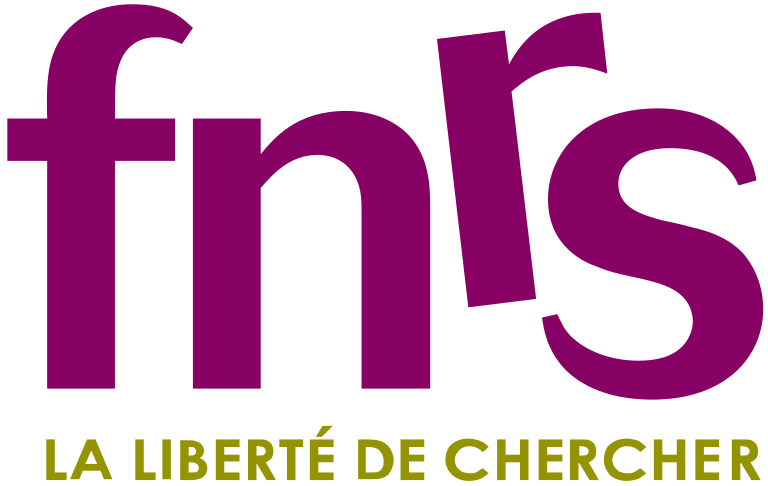 fnrs
LA LIBERTÉ DE CHERCHER